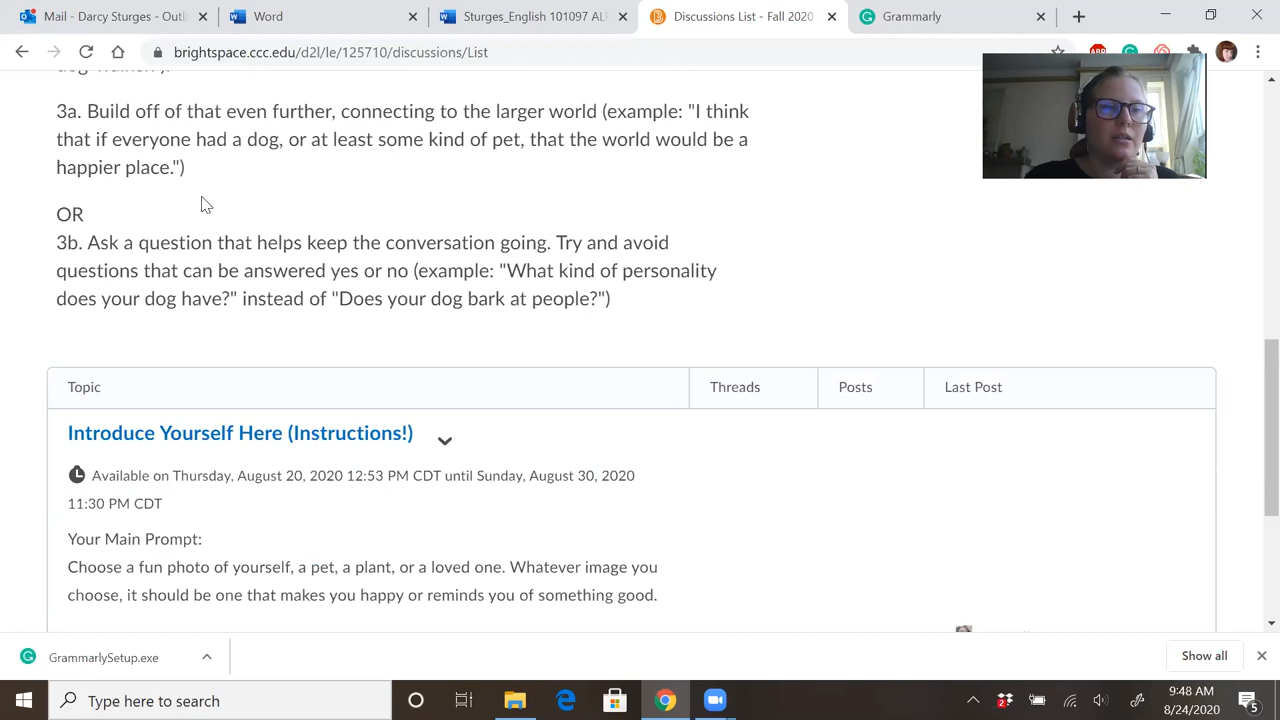 Mail - Darcy Sturges - Outl
Word
Sturges_English 101097 AL
Discussions List - Fall 2020
Grammarly
brightspace.ccc.edu/d2l/le/125710/discussions/List
ABP
3a. Build off of that even further, connecting to the larger world (example: "I think
that if everyone had a dog, or at least some kind of pet, that the world would be a
happier place.")
OR
3b. Ask a question that helps keep the conversation going. Try and avoid
questions that can be answered yes or no (example: "What kind of personality
does your dog have?" instead of "Does your dog bark at people?")
Topic Threads Posts Last Post
Introduce Yourself Here (Instructions!)
Available on Thursday, August 20, 2020 12:53 PM CDT until Sunday, August 30, 2020
11:30 PM CDT
Your Main Prompt:
Choose a fun photo of yourself, a pet, a plant, or a loved one. Whatever image you
choose, it should be one that makes you happy or reminds you of something good.
GrammarlySetup.exe
Show all
Type here to search
2
9:48 AM
8/24/2020
5